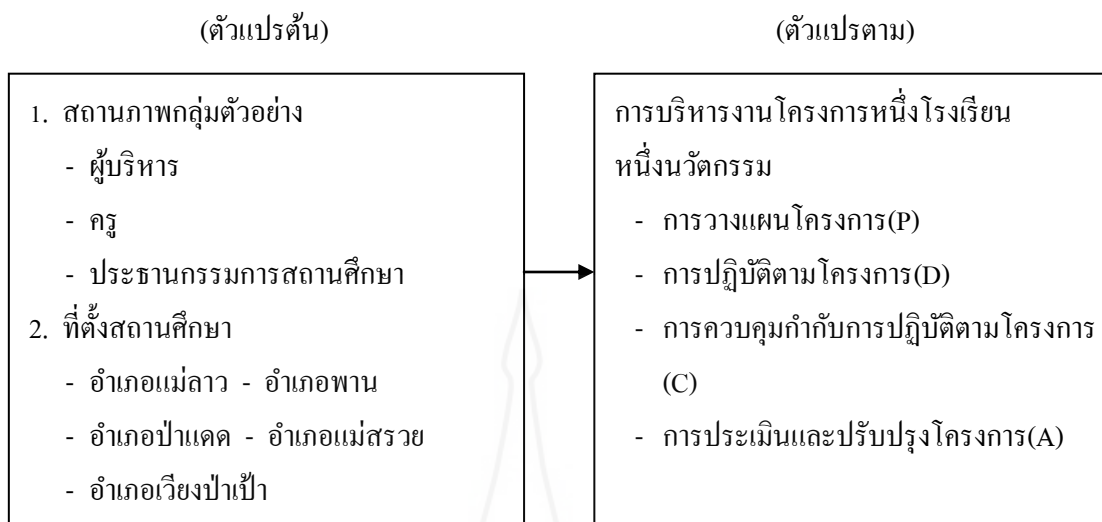 (ตัวแปรต้น)
1. สถานภาพกลุ่มตัวอย่าง
- ผู้บริหาร
- ครู
- ประธานกรรมการสถานศึกษา
2. ที่ตั้งสถานศึกษา
- อำเภอแม่ลาว - อำเภอพาน
- อำเภอป่าแดด - อำเภอแม่สรวย
- อำเภอเวียงป่าเป้า
(ตัวแปรตาม)
การบริหารงานโครงการหนึ่งโรงเรียน
หนึ่งนวัตกรรม
- การวางแผนโครงการ(P)
- การปฏิบัติตามโครงการ(D)
- การควบคุมกำกับการปฏิบัติตามโครงการ
(C)
- การประเมินและปรับปรุงโครงการ(A)